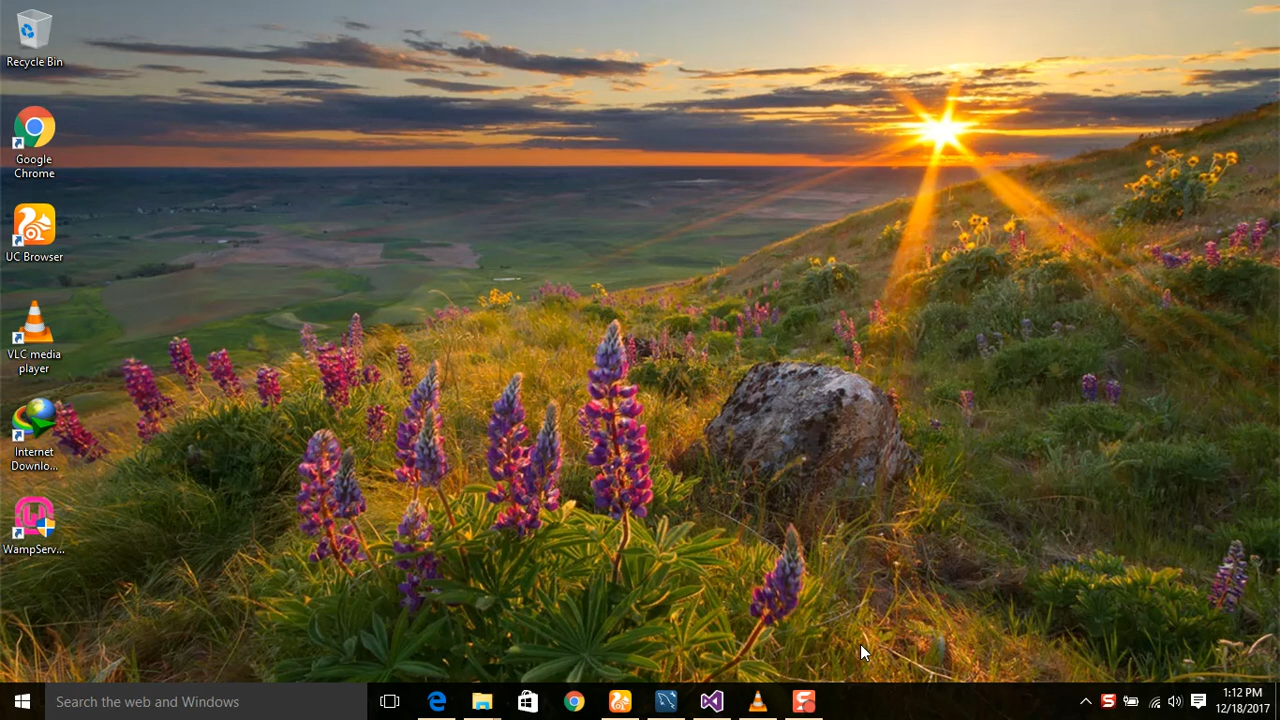 Recycle Bin
Google
Chrome
UC Browser
VLC media
player
Internet
Downlo...
WampServ...
Search the web and Windows
1:12 PM
12/18/2017